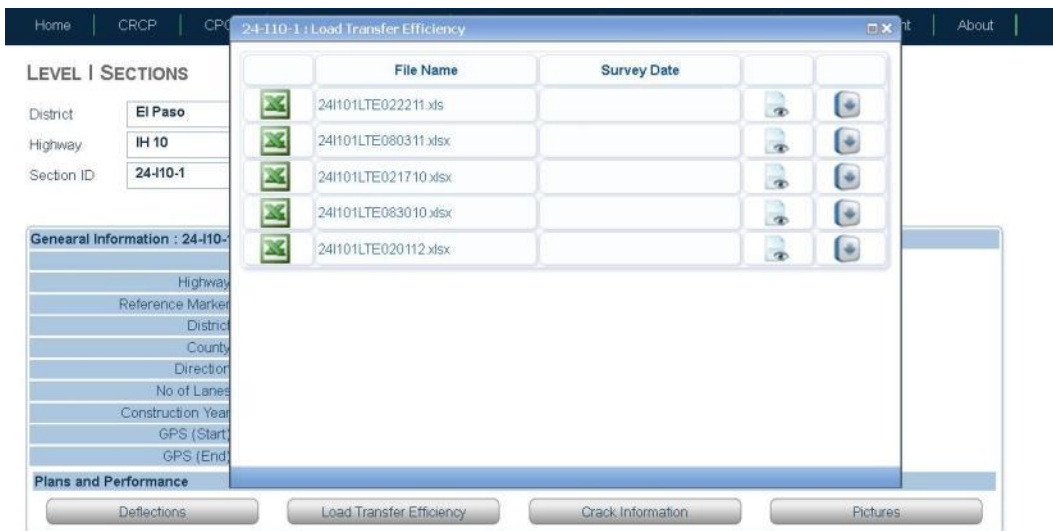 Home CRCP CPC
24-I10-1 : Load Transfer Efficiency
nt About
LEVEL I SECTIONS
District El Paso
Highway IH 10
Section ID 24-I10-1
File Name Survey Date
24I101LTE022211.xls
24I101LTE080311.xlsx
24I101LTE021710.xlsx
24I101LTE083010.xlsx
24I101LTE020112.xlsx
Genearal Information : 24-I10-
Highway
Reference Marker
District
County
Direction
No of Lanes
Construction Year
GPS (Start)
GPS (End)
Plans and Performance
Deflections Load Transfer Efficiency Crack Information Pictures